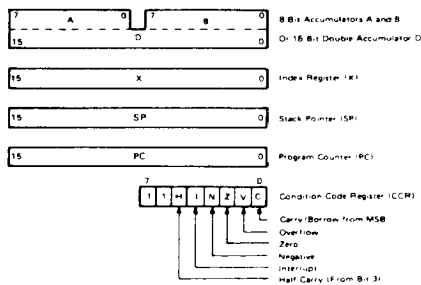 7 A 0 7 B 0 8 Bit Accumulators A and B
15 D 0 Or 16 Bit Double Accumulator D
15 X 0 Index Register (X)
15 SP 0 Stack Pointer (SP)
15 PC 0 Program Counter (PC)
7 0
1 1 H I N Z V C Condition Code Register (CCR)
Carry/Borrow from MSB
Overflow
Zero
Negative
Interrupt
Half Carry (From Bit 3)